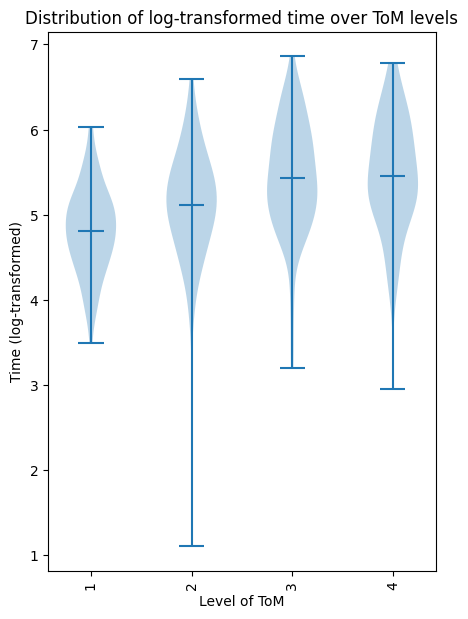 Distribution of log-transformed time over ToM levels
7
6
5
4
3
2
1
Time (log-transformed)
1 2 3 4
Level of ToM